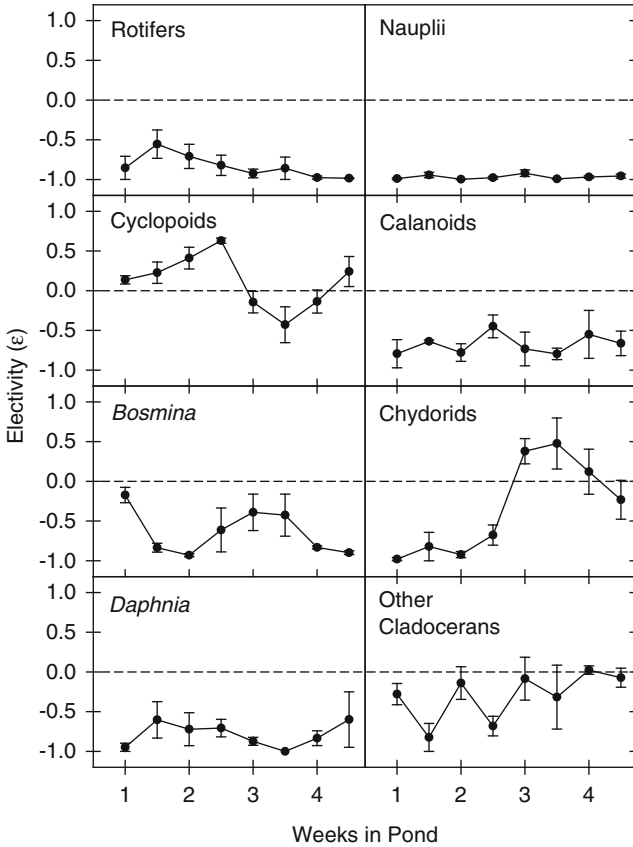 Rotifers
Nauplii
1.0
0.5
0.0
-0.5
-1.0
Cyclopoids
Calanoids
1.0
0.5
0.0
-0.5
-1.0
Bosmina
Chydorids
1.0
0.5
0.0
-0.5
-1.0
Daphnia
Other
Cladocerans
1.0
0.5
0.0
-0.5
-1.0
Electivity (ε)
1 2 3 4 1 2 3 4
Weeks in Pond